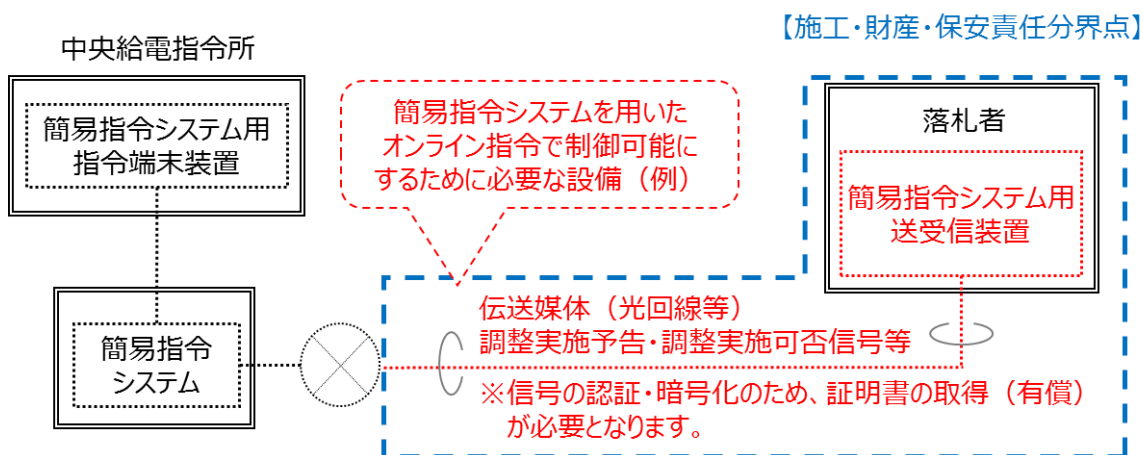 【施工・財産・保安責任分界点】
中央給電指令所
簡易指令システム用
指令端末装置
簡易指令システムを用いた
オンライン指令で制御可能に
するために必要な設備（例）
落札者
簡易指令システム用
送受信装置
簡易指令
システム
伝送媒体（光回線等）
調整実施予告・調整実施可否信号等
※信号の認証・暗号化のため、証明書の取得（有償）
が必要となります。